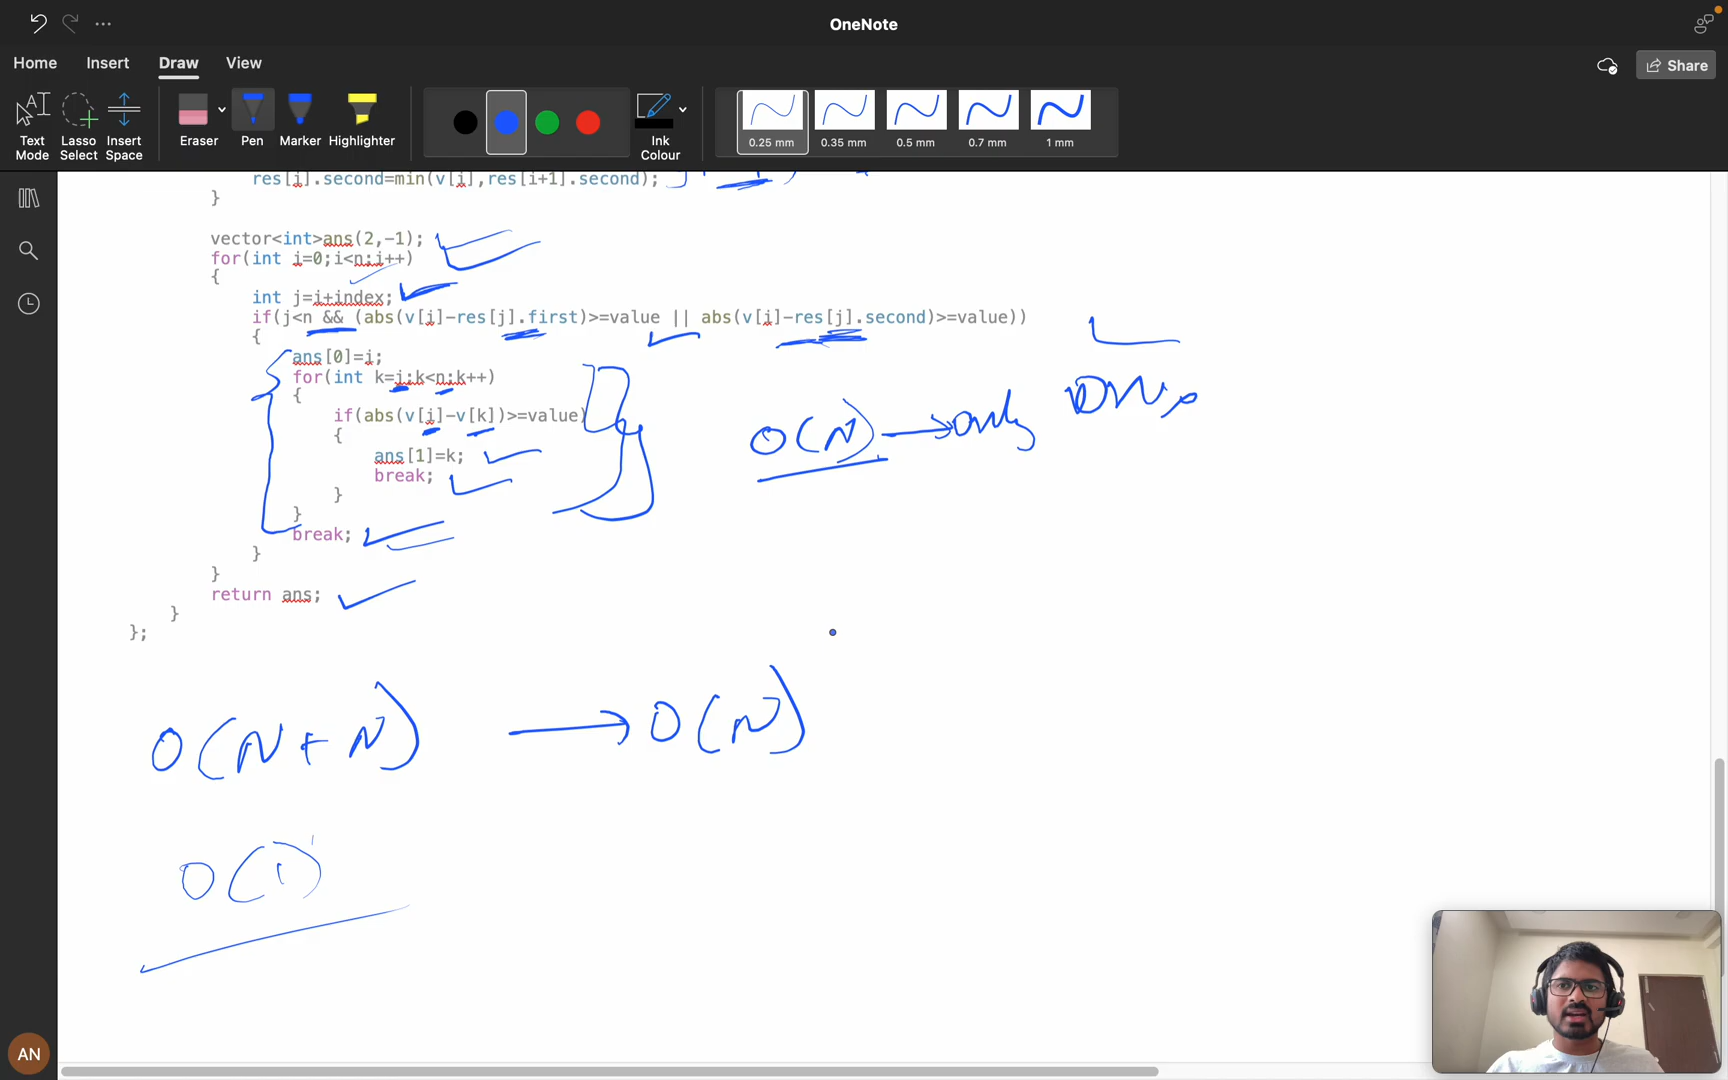 OneNote
Home Insert Draw View
Share
Text Mode
Lasso Select
Insert Space
Eraser
Pen
Marker
Highlighter
Ink Colour
0.25 mm
0.35 mm
0.5 mm
0.7 mm
1 mm
res[i].second=min(v[i],res[i+1].second);
}
vector<int>ans(2,-1);
for(int i=0;i<n;i++)
{
int j=i+index;
if(j<n && (abs(v[i]-res[j].first)>=value || abs(v[i]-res[j].second)>=value))
{
ans[0]=i;
for(int k=j;k<n;k++)
{
if(abs(v[i]-v[k])>=value)
{
ans[1]=k;
break;
}
}
break;
}
}
return ans;
}
};
O(N) → only
O(N+N) → O(N)
O(1)
AN